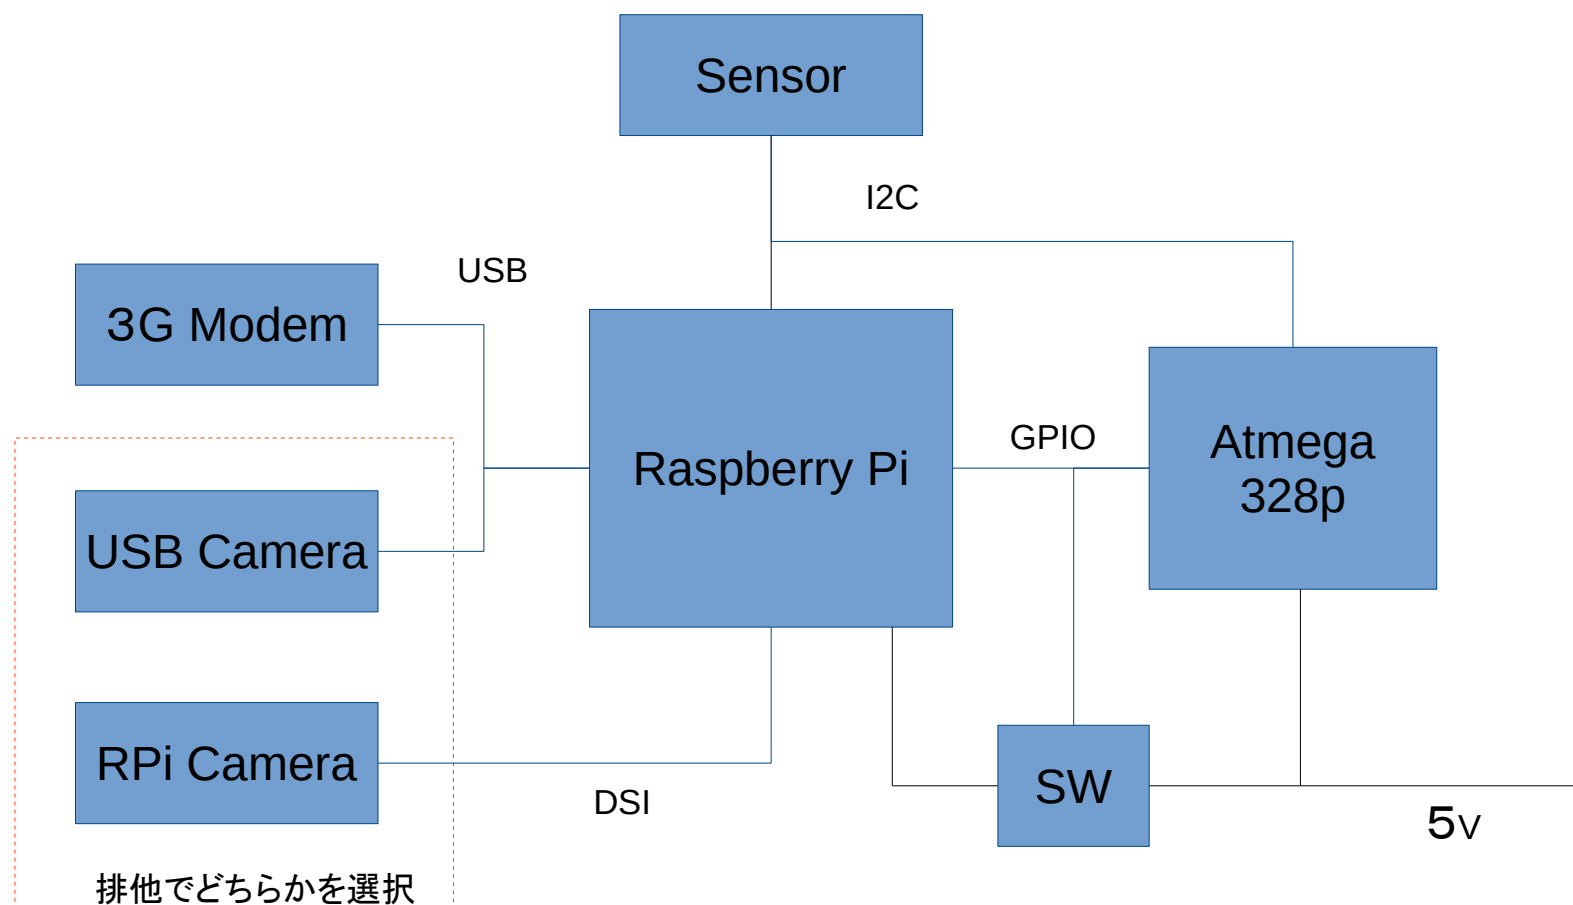 Sensor
I2C
USB
３G Modem
GPIO
Atmega
328p
Raspberry Pi
USB Camera
RPi Camera
DSI
SW
５V
排他でどちらかを選択